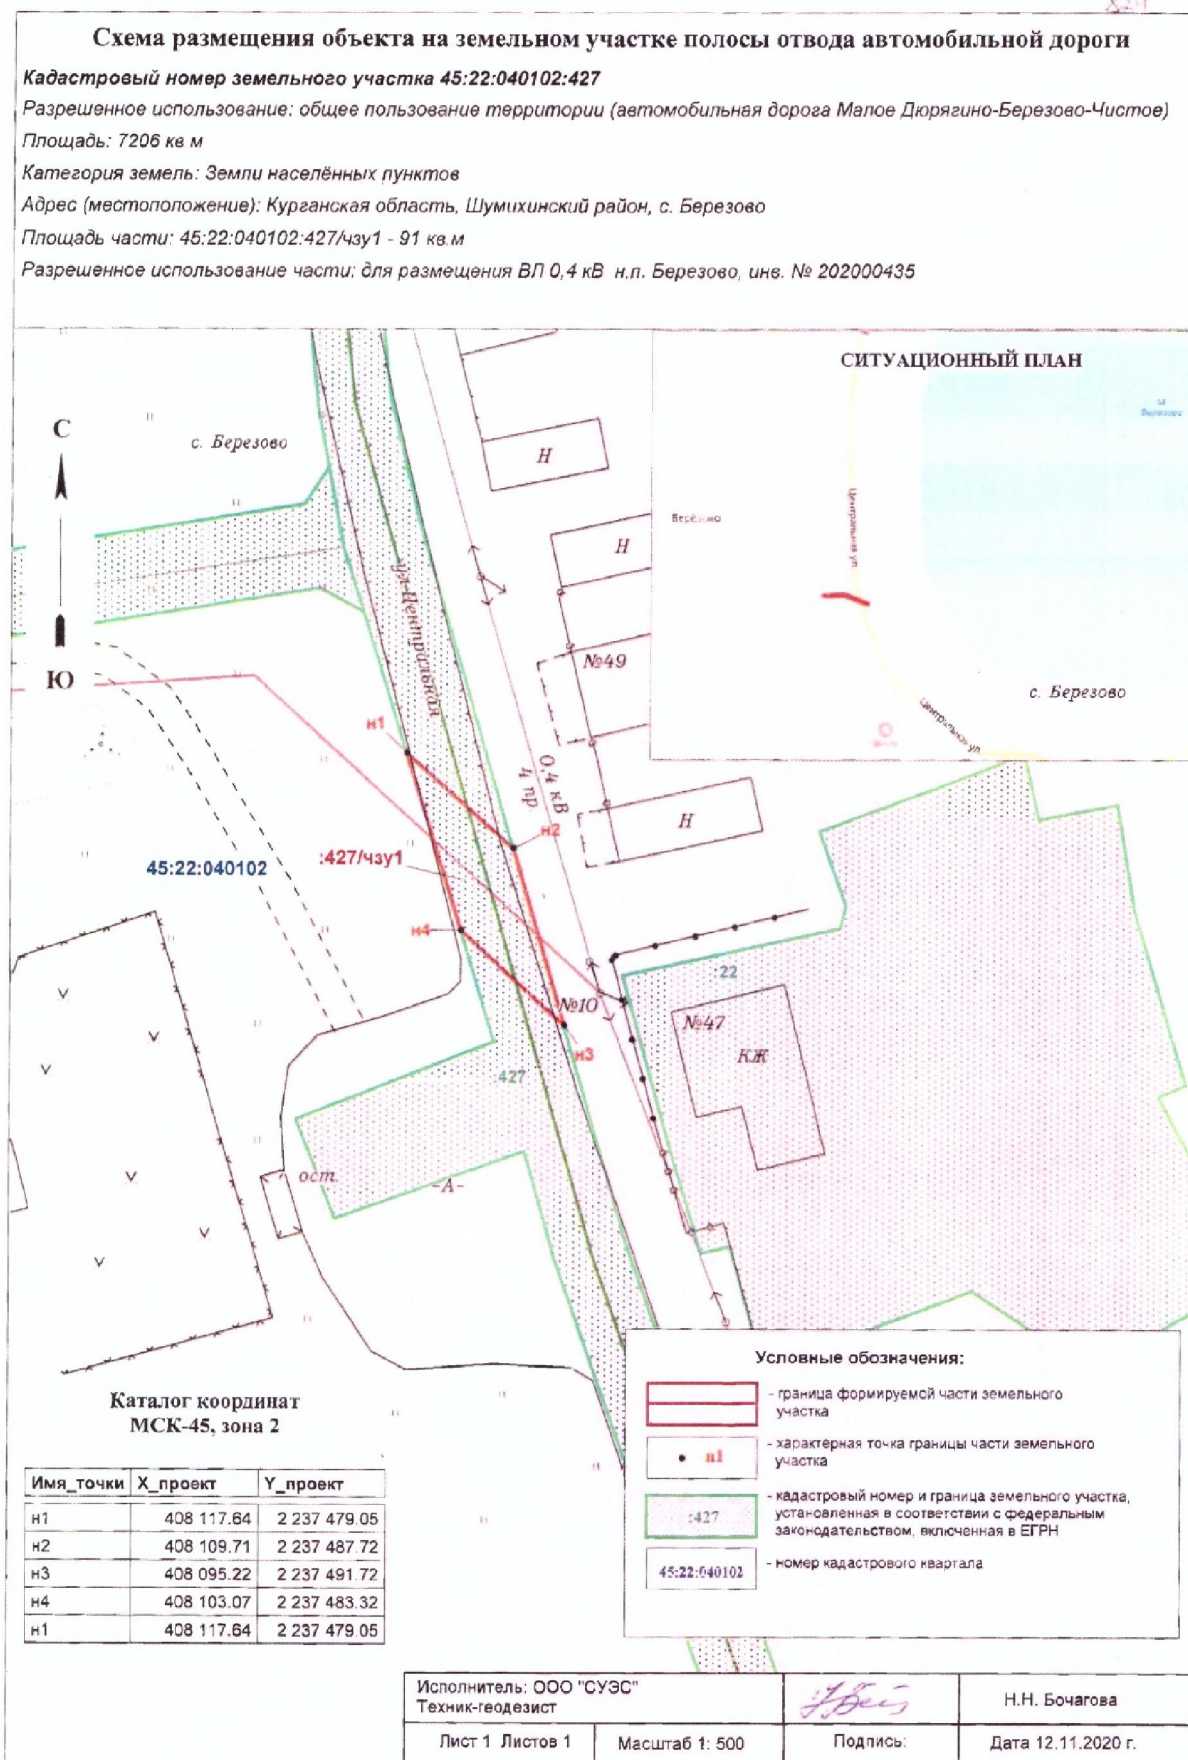 Схема размещения объекта на земельном участке полосы отвода автомобильной дороги
Кадастровый номер земельного участка 45:22:040102:427
Разрешенное использование: общее пользование территории (автомобильная дорога Малое Дюрягино-Березово-Чистое)
Площадь: 7206 кв м
Категория земель: Земли населённых пунктов
Адрес (местоположение): Курганская область, Шумихинский район, с. Березово
Площадь части: 45:22:040102:427/чзу1 - 91 кв.м
Разрешенное использование части: для размещения ВЛ 0,4 кВ н.п. Березово, инв. № 202000435
СИТУАЦИОННЫЙ ПЛАН
Центральная ул.
с. Березово
Центральная ул.
С
Ю
с. Березово
Н
Н
ул.Центральная
№49
н1
0,4 кВ
4 пр.
н2
Н
45:22:040102
:427/чзу1
н4
:22
№10
№47
КЖ
н3
:427
ост.
-А-
Каталог координат
МСК-45, зона 2
Имя_точки X_проект Y_проект
н1 408 117.64 2 237 479.05
н2 408 109.71 2 237 487.72
н3 408 095.22 2 237 491.72
н4 408 103.07 2 237 483.32
н1 408 117.64 2 237 479.05
Условные обозначения:
- граница формируемой части земельного
участка
н1
- характерная точка границы части земельного
участка
:427
- кадастровый номер и граница земельного участка,
установленная в соответствии с федеральным
законодательством, включенная в ЕГРН
45:22:040102
- номер кадастрового квартала
Исполнитель: ООО "СУЭС"
Техник-геодезист
Н.Н. Бочагова
Лист 1 Листов 1
Масштаб 1: 500
Подпись:
Дата 12.11.2020 г.